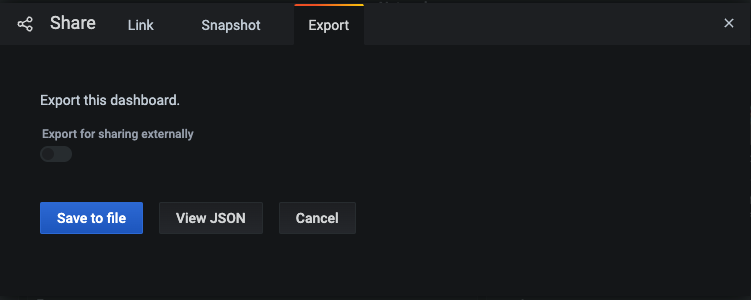 Share Link Snapshot Export
Export this dashboard.
Export for sharing externally
Save to file View JSON Cancel